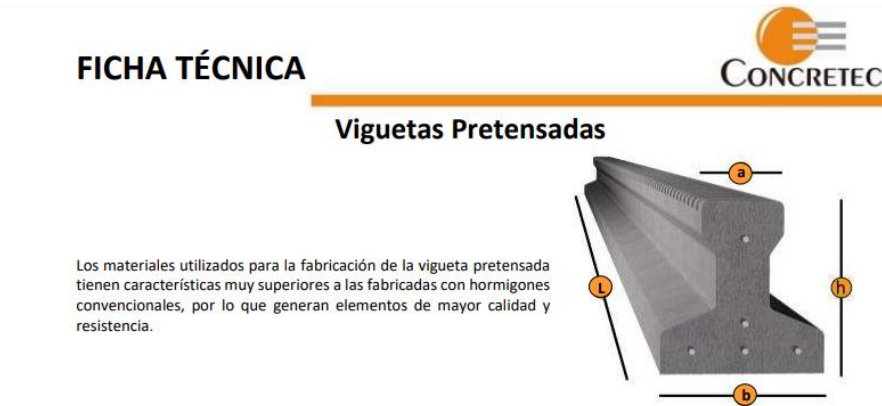 FICHA TÉCNICA
CONCRETEC
Viguetas Pretensadas
a
Los materiales utilizados para la fabricación de la vigueta pretensada
tienen características muy superiores a las fabricadas con hormigones
convencionales, por lo que generan elementos de mayor calidad y
resistencia.
L
h
b